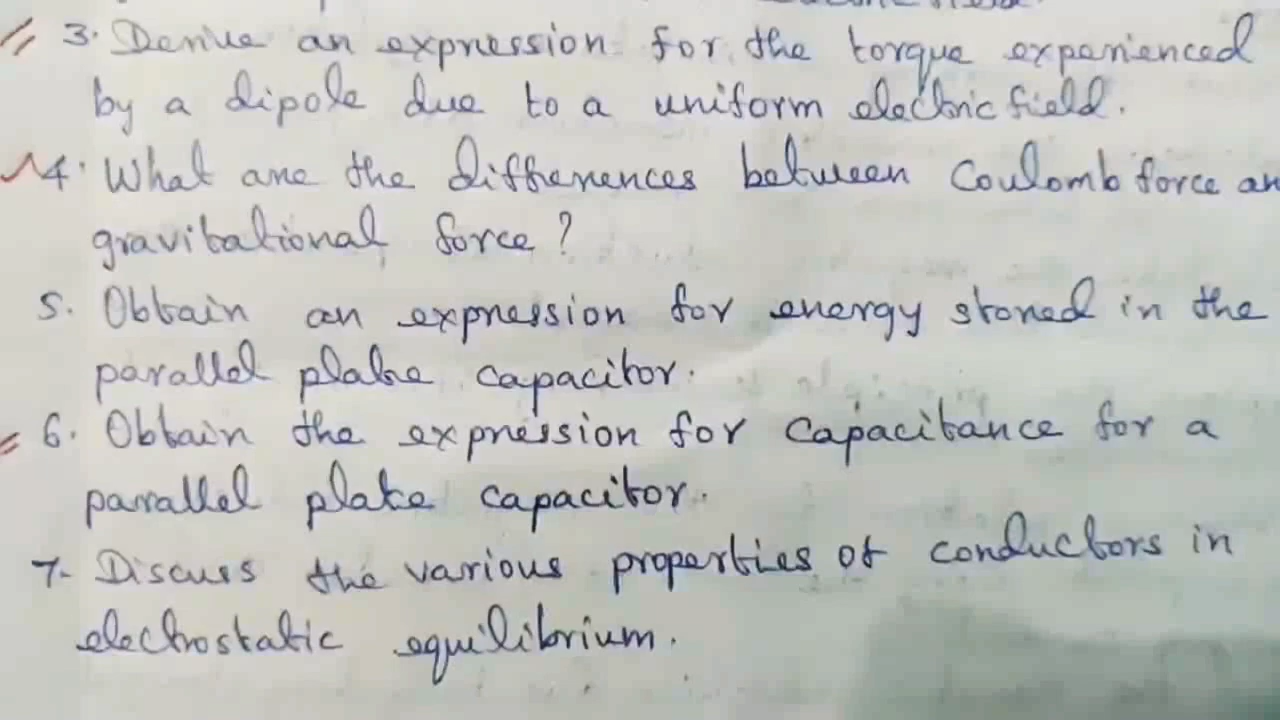 3. Derive an expression for the torque experienced
by a dipole due to a uniform electric field.
4. What are the differences between Coulomb force an
gravitational force?
5. Obtain an expression for energy stored in the
parallel plate capacitor.
6. Obtain the expression for capacitance for a
parallel plate capacitor.
7. Discuss the various properties of conductors in
electrostatic equilibrium.